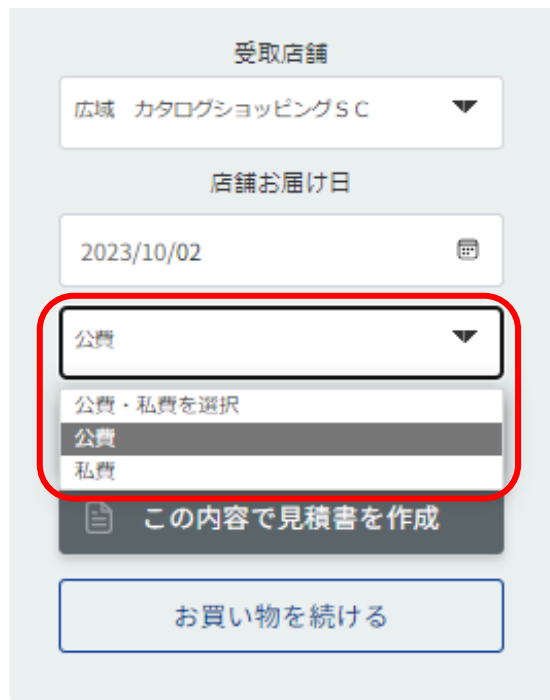 受取店舗
広域　カタログショッピングＳＣ
店舗お届け日
2023/10/02
公費
公費・私費を選択
公費
私費
この内容で見積書を作成
お買い物を続ける